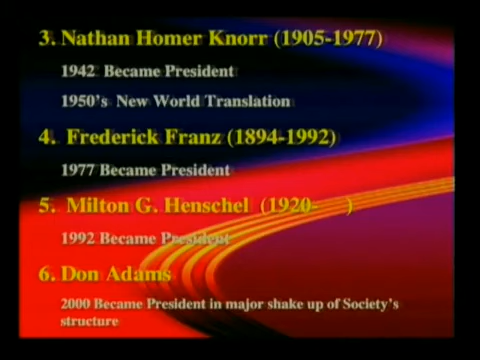 3. Nathan Homer Knorr (1905-1977)
1942 Became President
1950's New World Translation
4. Frederick Franz (1894-1992)
1977 Became President
5. Milton G. Henschel (1920- )
1992 Became President
6. Don Adams
2000 Became President in major shake up of Society's
structure